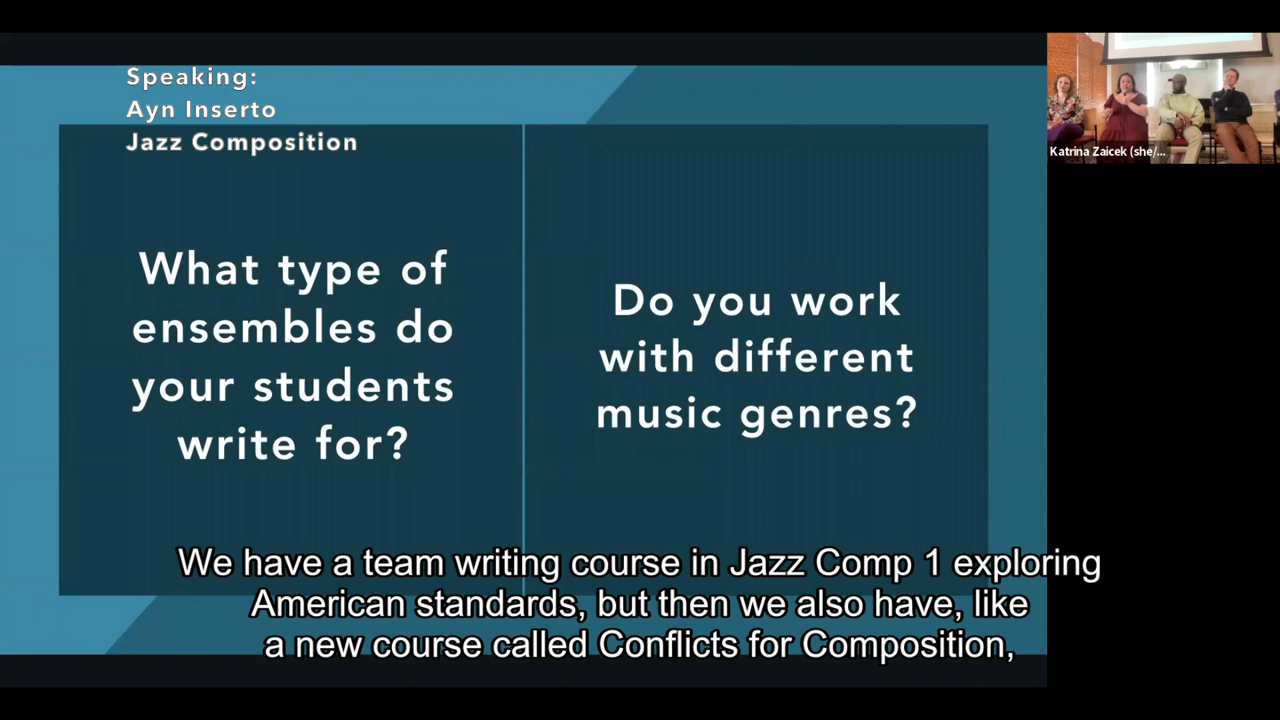 Speaking:
Ayn Inserto
Jazz Composition
What type of
ensembles do
your students
write for?
Do you work
with different
music genres?
Katrina Zaicek (she/...
We have a team writing course in Jazz Comp 1 exploring
American standards, but then we also have, like
a new course called Conflicts for Composition,